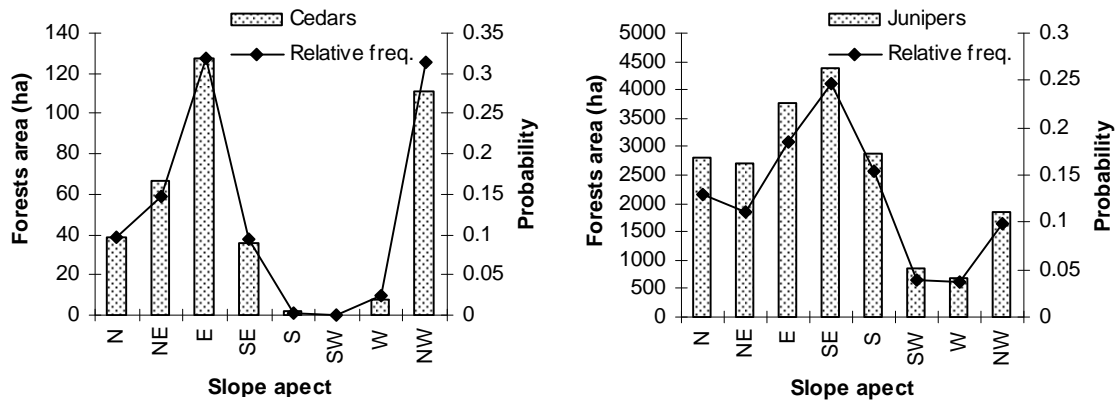 Cedars
Relative freq.
Forests area (ha)
140
120
100
80
60
40
20
0
Probability
0.35
0.3
0.25
0.2
0.15
0.1
0.05
0
N
NE
E
SE
S
SW
W
NW
Slope apect
Junipers
Relative freq.
Forests area (ha)
5000
4500
4000
3500
3000
2500
2000
1500
1000
500
0
Probability
0.3
0.25
0.2
0.15
0.1
0.05
0
N
NE
E
SE
S
SW
W
NW
Slope apect